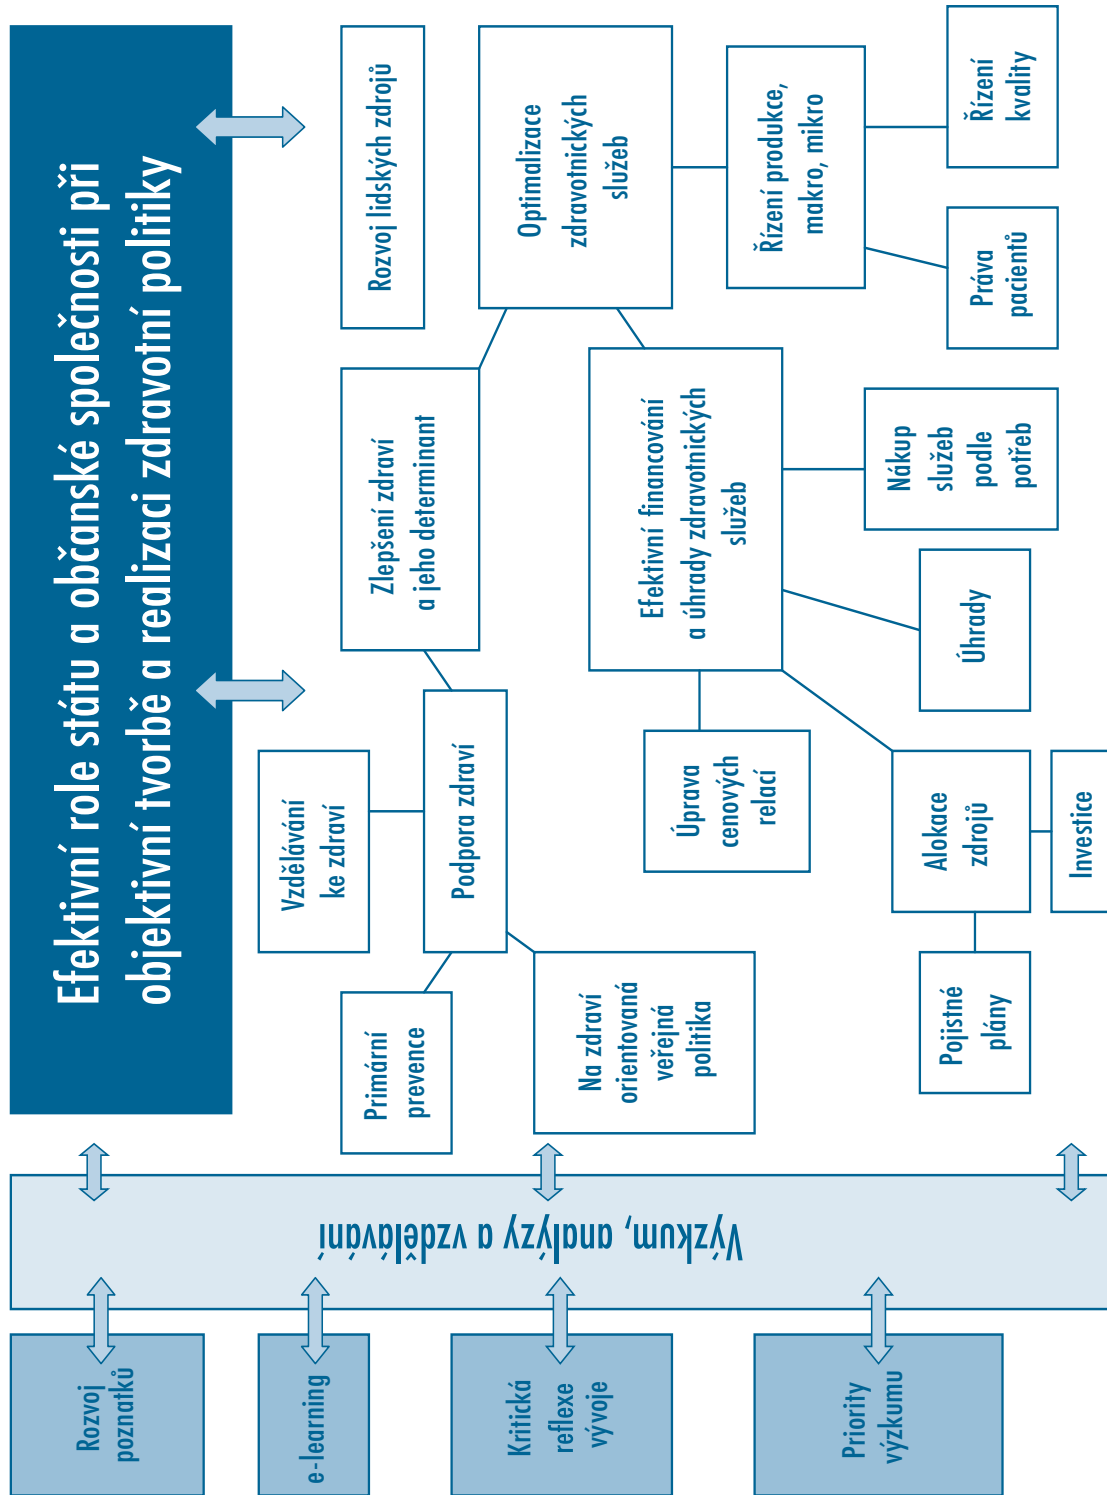 Efektivní role státu a občanské společnosti při
objektivní tvorbě a realizaci zdravotní politiky
Rozvoj poznatků
e-learning
Kritická
reflexe
vývoje
Priority
výzkumu
Výzkum, analýzy a vzdělávání
Vzdělávání
ke zdraví
Primární
prevence
Podpora zdraví
Na zdraví
orientovaná
veřejná
politika
Zlepšení zdraví
a jeho determinant
Rozvoj lidských zdrojů
Optimalizace
zdravotnických
služeb
Efektivní financování
a úhrady zdravotnických
služeb
Řízení produkce,
makro, mikro
Úprava
cenových
relací
Pojistné
plány
Alokace
zdrojů
Investice
Úhrady
Nákup
služeb
podle
potřeb
Práva
pacientů
Řízení
kvality